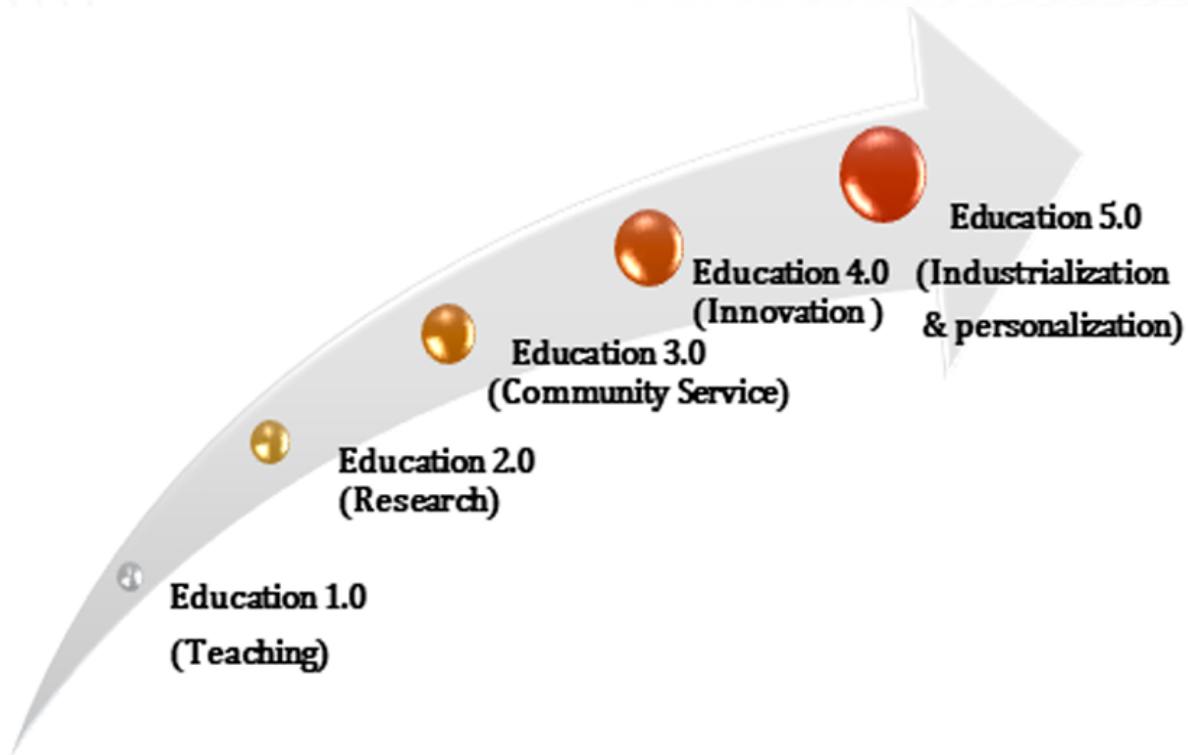 Education 5.0
(Industrialization
& personalization)
Education 4.0
(Innovation )
Education 3.0
(Community Service)
Education 2.0
(Research)
Education 1.0
(Teaching)